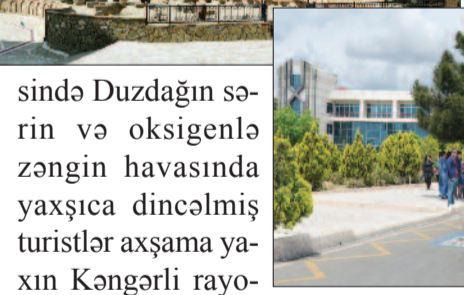 sində Duzdağın sə-
rin və oksigenlə
zəngin havasında
yaxşıca dincəlmiş
turistlər axşama ya-
xın Kəngərli rayo-